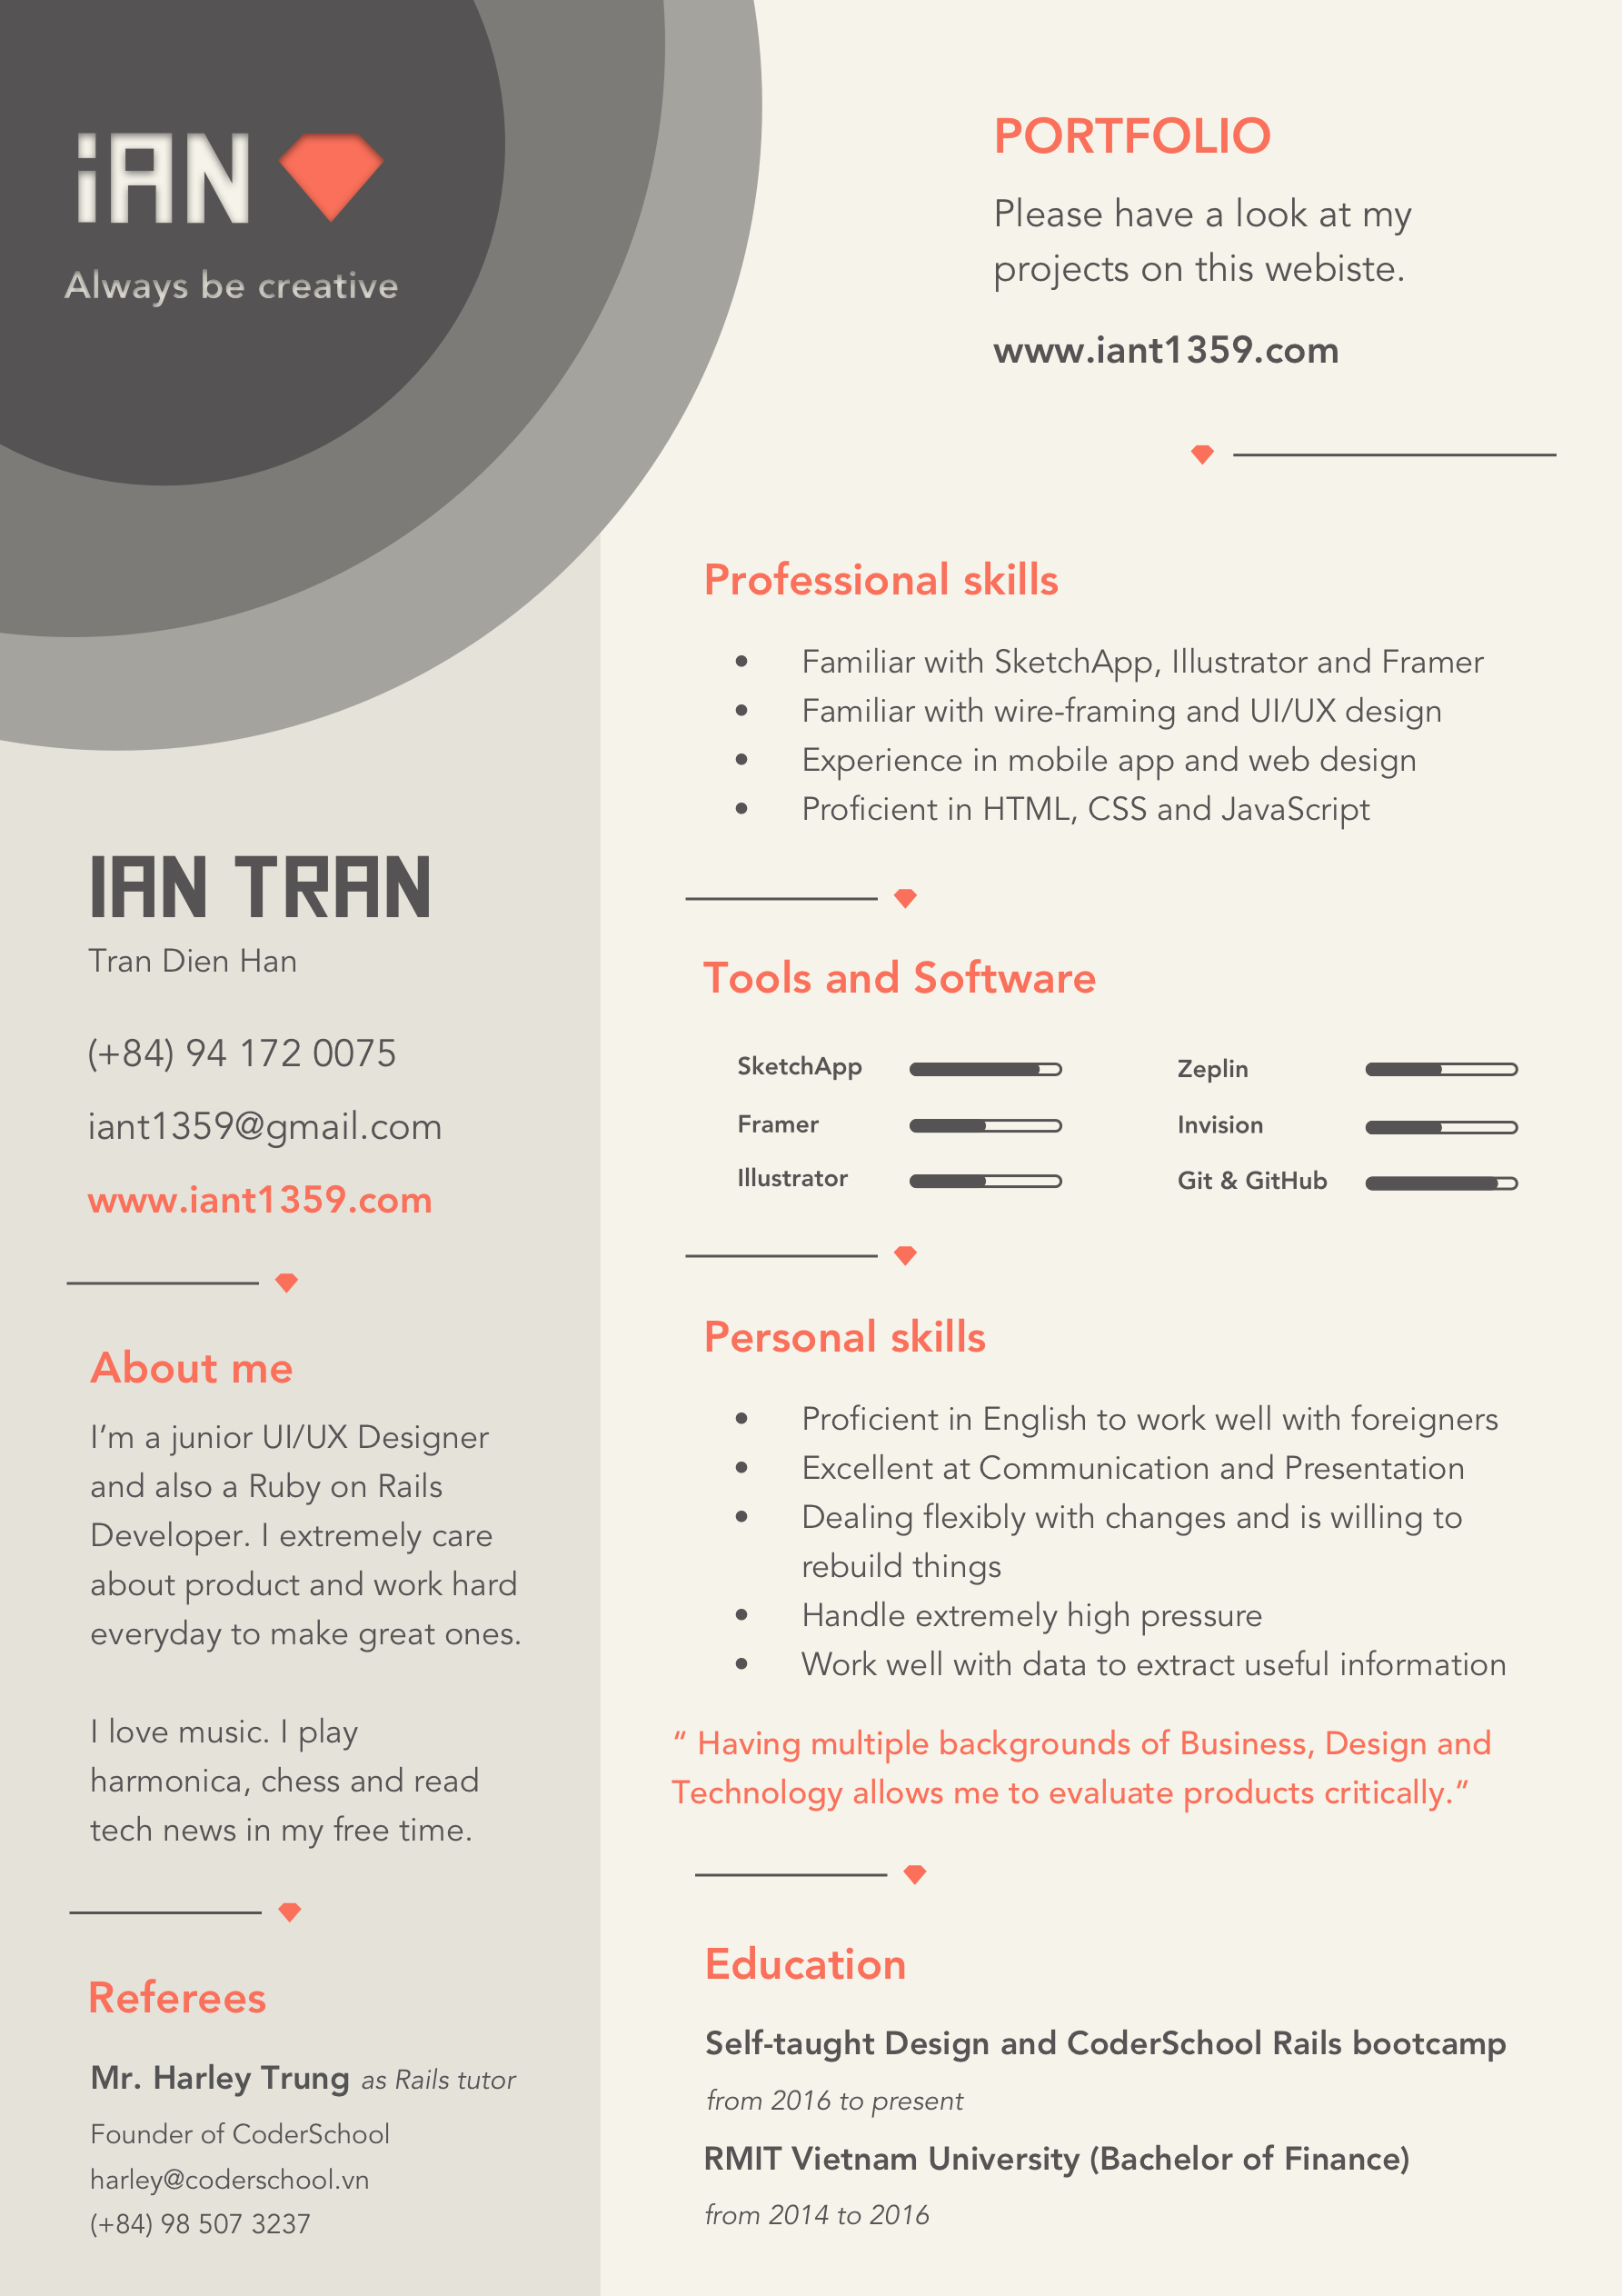 iAN
Always be creative
PORTFOLIO
Please have a look at my
projects on this webiste.
www.iant1359.com
IAN TRAN
Tran Dien Han
(+84) 94 172 0075
iant1359@gmail.com
www.iant1359.com
About me
I’m a junior UI/UX Designer
and also a Ruby on Rails
Developer. I extremely care
about product and work hard
everyday to make great ones.
I love music. I play
harmonica, chess and read
tech news in my free time.
Referees
Mr. Harley Trung as Rails tutor
Founder of CoderSchool
harley@coderschool.vn
(+84) 98 507 3237
Professional skills
• Familiar with SketchApp, Illustrator and Framer
• Familiar with wire-framing and UI/UX design
• Experience in mobile app and web design
• Proficient in HTML, CSS and JavaScript
Tools and Software
SketchApp
Framer
Illustrator
Zeplin
Invision
Git & GitHub
Personal skills
• Proficient in English to work well with foreigners
• Excellent at Communication and Presentation
• Dealing flexibly with changes and is willing to
rebuild things
• Handle extremely high pressure
• Work well with data to extract useful information
“ Having multiple backgrounds of Business, Design and
Technology allows me to evaluate products critically.”
Education
Self-taught Design and CoderSchool Rails bootcamp
from 2016 to present
RMIT Vietnam University (Bachelor of Finance)
from 2014 to 2016